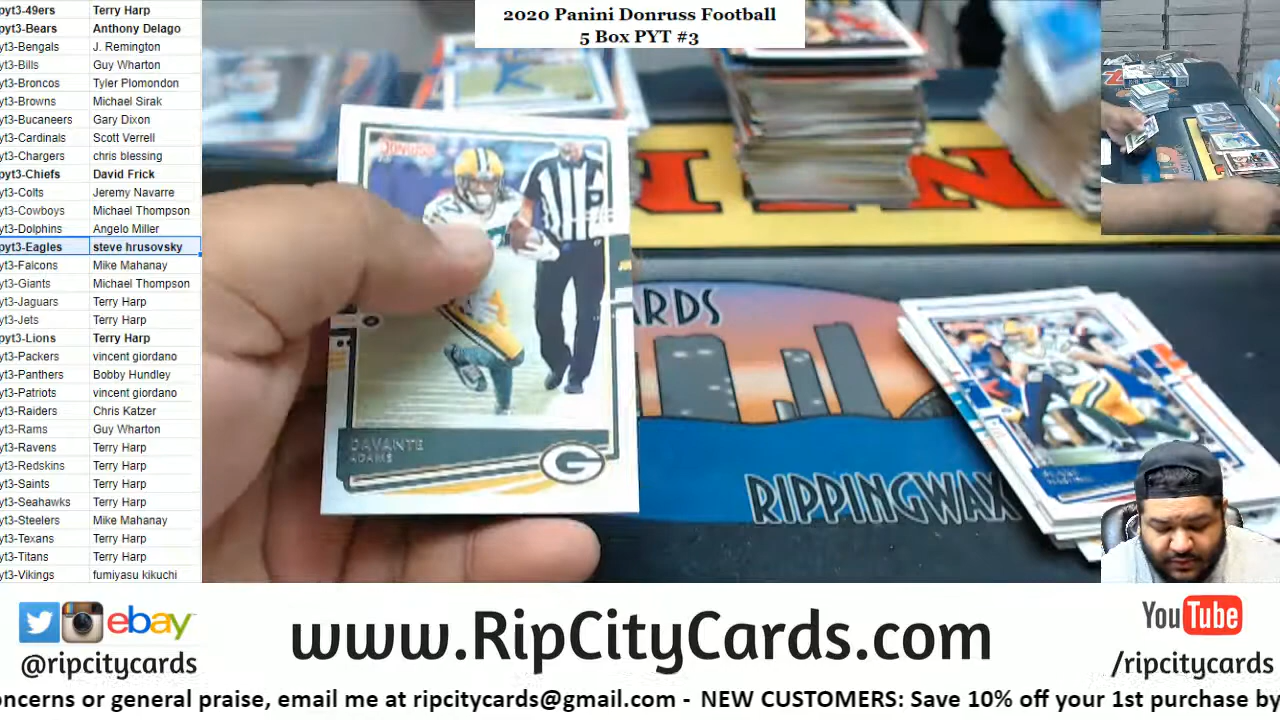 2020 Panini Donruss Football
5 Box PYT #3
pyt3-49ers Terry Harp
pyt3-Bears Anthony Delago
yt3-Bengals J. Remington
yt3-Bills Guy Wharton
yt3-Broncos Tyler Plomondon
yt3-Browns Michael Sirak
yt3-Bucaneers Gary Dixon
yt3-Cardinals Scott Verrell
yt3-Chargers chris blessing
pyt3-Chiefs David Frick
yt3-Colts Jeremy Navarre
yt3-Cowboys Michael Thompson
yt3-Dolphins Angelo Miller
pyt3-Eagles steve hrusovsky
yt3-Falcons Mike Mahanay
yt3-Giants Michael Thompson
yt3-Jaguars Terry Harp
yt3-Jets Terry Harp
pyt3-Lions Terry Harp
yt3-Packers vincent giordano
yt3-Panthers Bobby Hundley
yt3-Patriots vincent giordano
yt3-Raiders Chris Katzer
yt3-Rams Guy Wharton
yt3-Ravens Terry Harp
yt3-Redskins Terry Harp
yt3-Saints Terry Harp
yt3-Seahawks Terry Harp
yt3-Steelers Mike Mahanay
yt3-Texans Terry Harp
yt3-Titans Terry Harp
yt3-Vikings fumiyasu kikuchi
Donruss
DAVANTE
ADAMS
G
ARDS
RIPPINGWAX
ebay
@ripcitycards
www.RipCityCards.com
YouTube
/ripcitycards
oncerns or general praise, email me at ripcitycards@gmail.com - NEW CUSTOMERS: Save 10% off your 1st purchase by